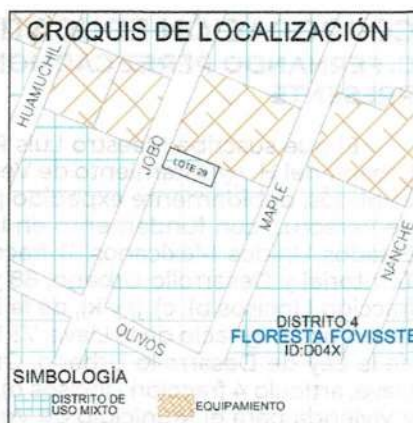 CROQUIS DE LOCALIZACIÓN
HUAMUCHIL
JOBO
LOTE 29
MAPLE
NANCHE
OLIVOS
DISTRITO 4
FLORESTA FOVISSSTE
ID:D04X
SIMBOLOGÍA
DISTRITO DE
USO MIXTO
EQUIPAMIENTO